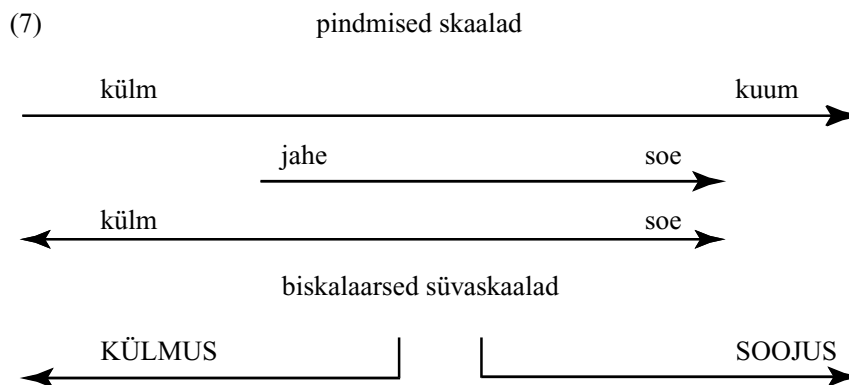 (7) pindmised skaalad
külm kuum
jahe soe
külm soe
biskalaarsed süvaskaalad
KÜLMUS SOOJUS